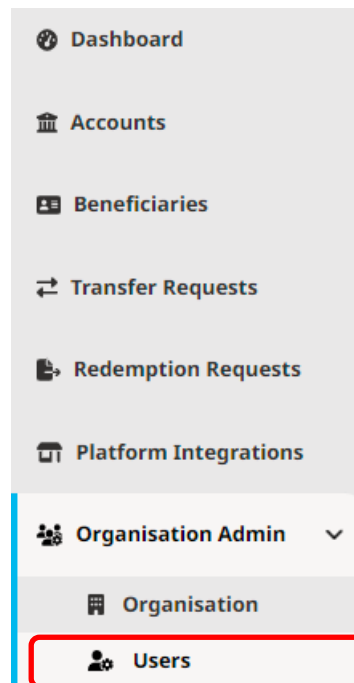 Dashboard
Accounts
Beneficiaries
Transfer Requests
Redemption Requests
Platform Integrations
Organisation Admin
Organisation
Users